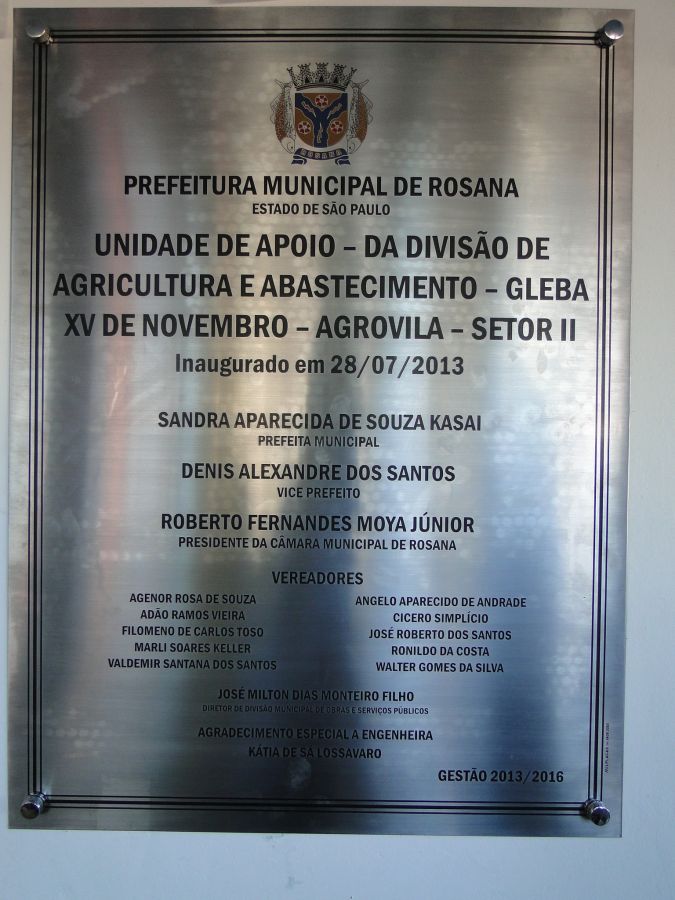 ROSANA
PREFEITURA MUNICIPAL DE ROSANA
ESTADO DE SÃO PAULO
UNIDADE DE APOIO – DA DIVISÃO DE
AGRICULTURA E ABASTECIMENTO – GLEBA
XV DE NOVEMBRO – AGROVILA – SETOR II
Inaugurado em 28/07/2013
SANDRA APARECIDA DE SOUZA KASAI
PREFEITA MUNICIPAL
DENIS ALEXANDRE DOS SANTOS
VICE PREFEITO
ROBERTO FERNANDES MOYA JÚNIOR
PRESIDENTE DA CÂMARA MUNICIPAL DE ROSANA
VEREADORES
AGENOR ROSA DE SOUZA
ADÃO RAMOS VIEIRA
FILOMENO DE CARLOS TOSO
MARLI SOARES KELLER
VALDEMIR SANTANA DOS SANTOS
ANGELO APARECIDO DE ANDRADE
CICERO SIMPLÍCIO
JOSÉ ROBERTO DOS SANTOS
RONILDO DA COSTA
WALTER GOMES DA SILVA
JOSÉ MILTON DIAS MONTEIRO FILHO
DIRETOR DE DIVISÃO MUNICIPAL DE OBRAS E SERVIÇOS PÚBLICOS
AGRADECIMENTO ESPECIAL A ENGENHEIRA
KÁTIA DE SÁ LOSSAVARO
GESTÃO 2013/2016